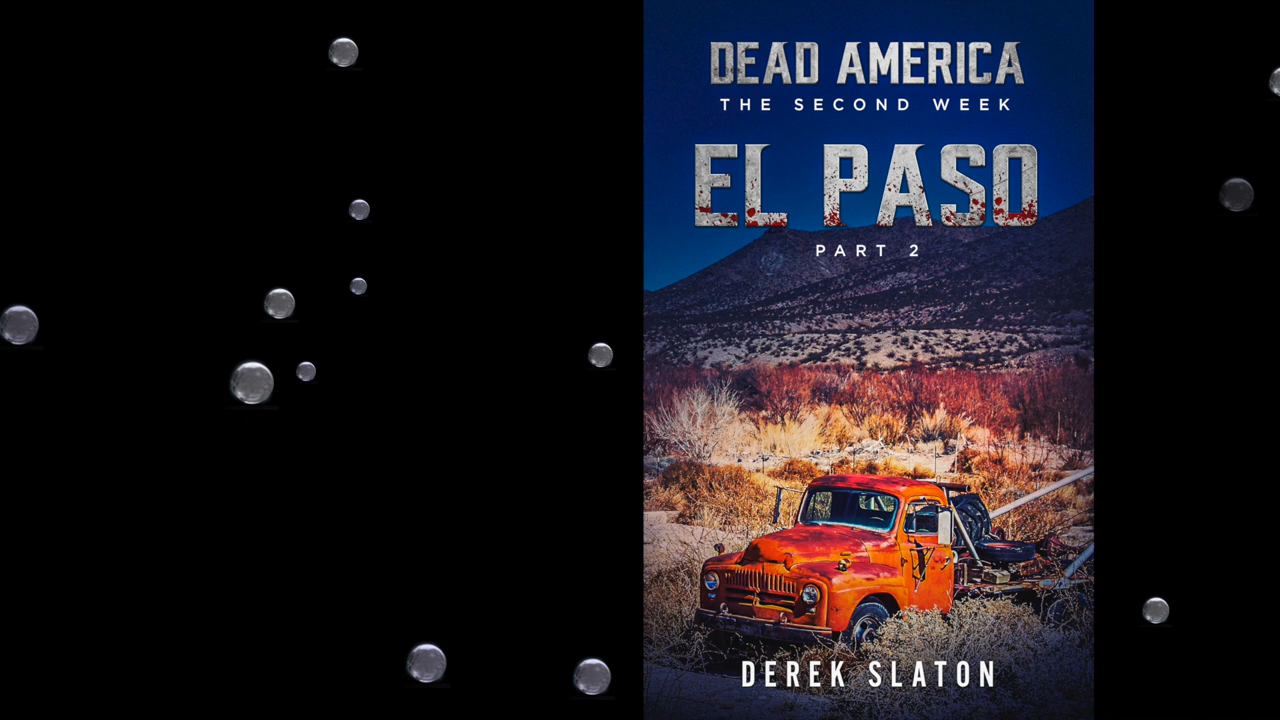 DEAD AMERICA
THE SECOND WEEK
EL PASO
PART 2
DEREK SLATON